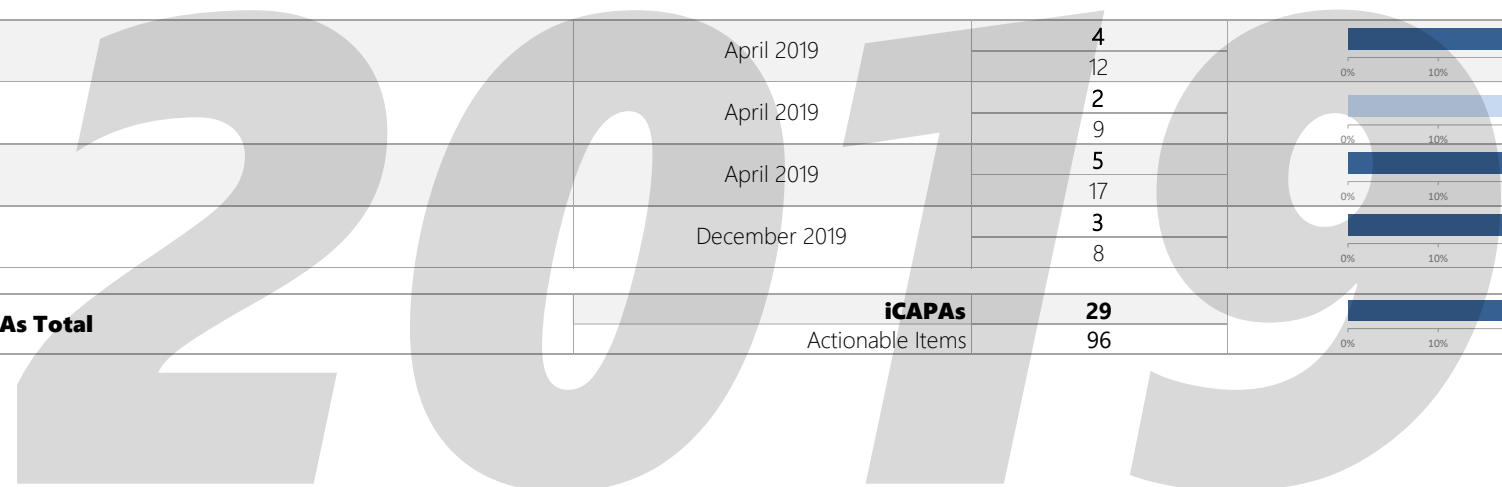 2019
4
April 2019
12
0% 10%
2
April 2019
9
0% 10%
5
April 2019
17
0% 10%
3
December 2019
8
0% 10%
iCAPAs 29
As Total
Actionable Items 96
0% 10%